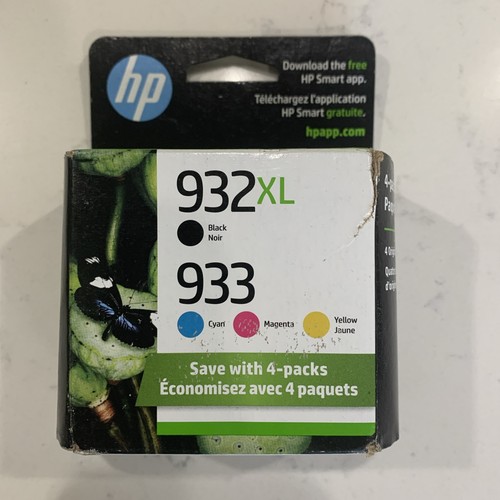 hp
Download the free
HP Smart app.
Téléchargez l'application
HP Smart gratuite.
hpapp.com
932XL
Black
Noir
933
Cyan
Magenta
Yellow
Jaune
Save with 4-packs
Économisez avec 4 paquets